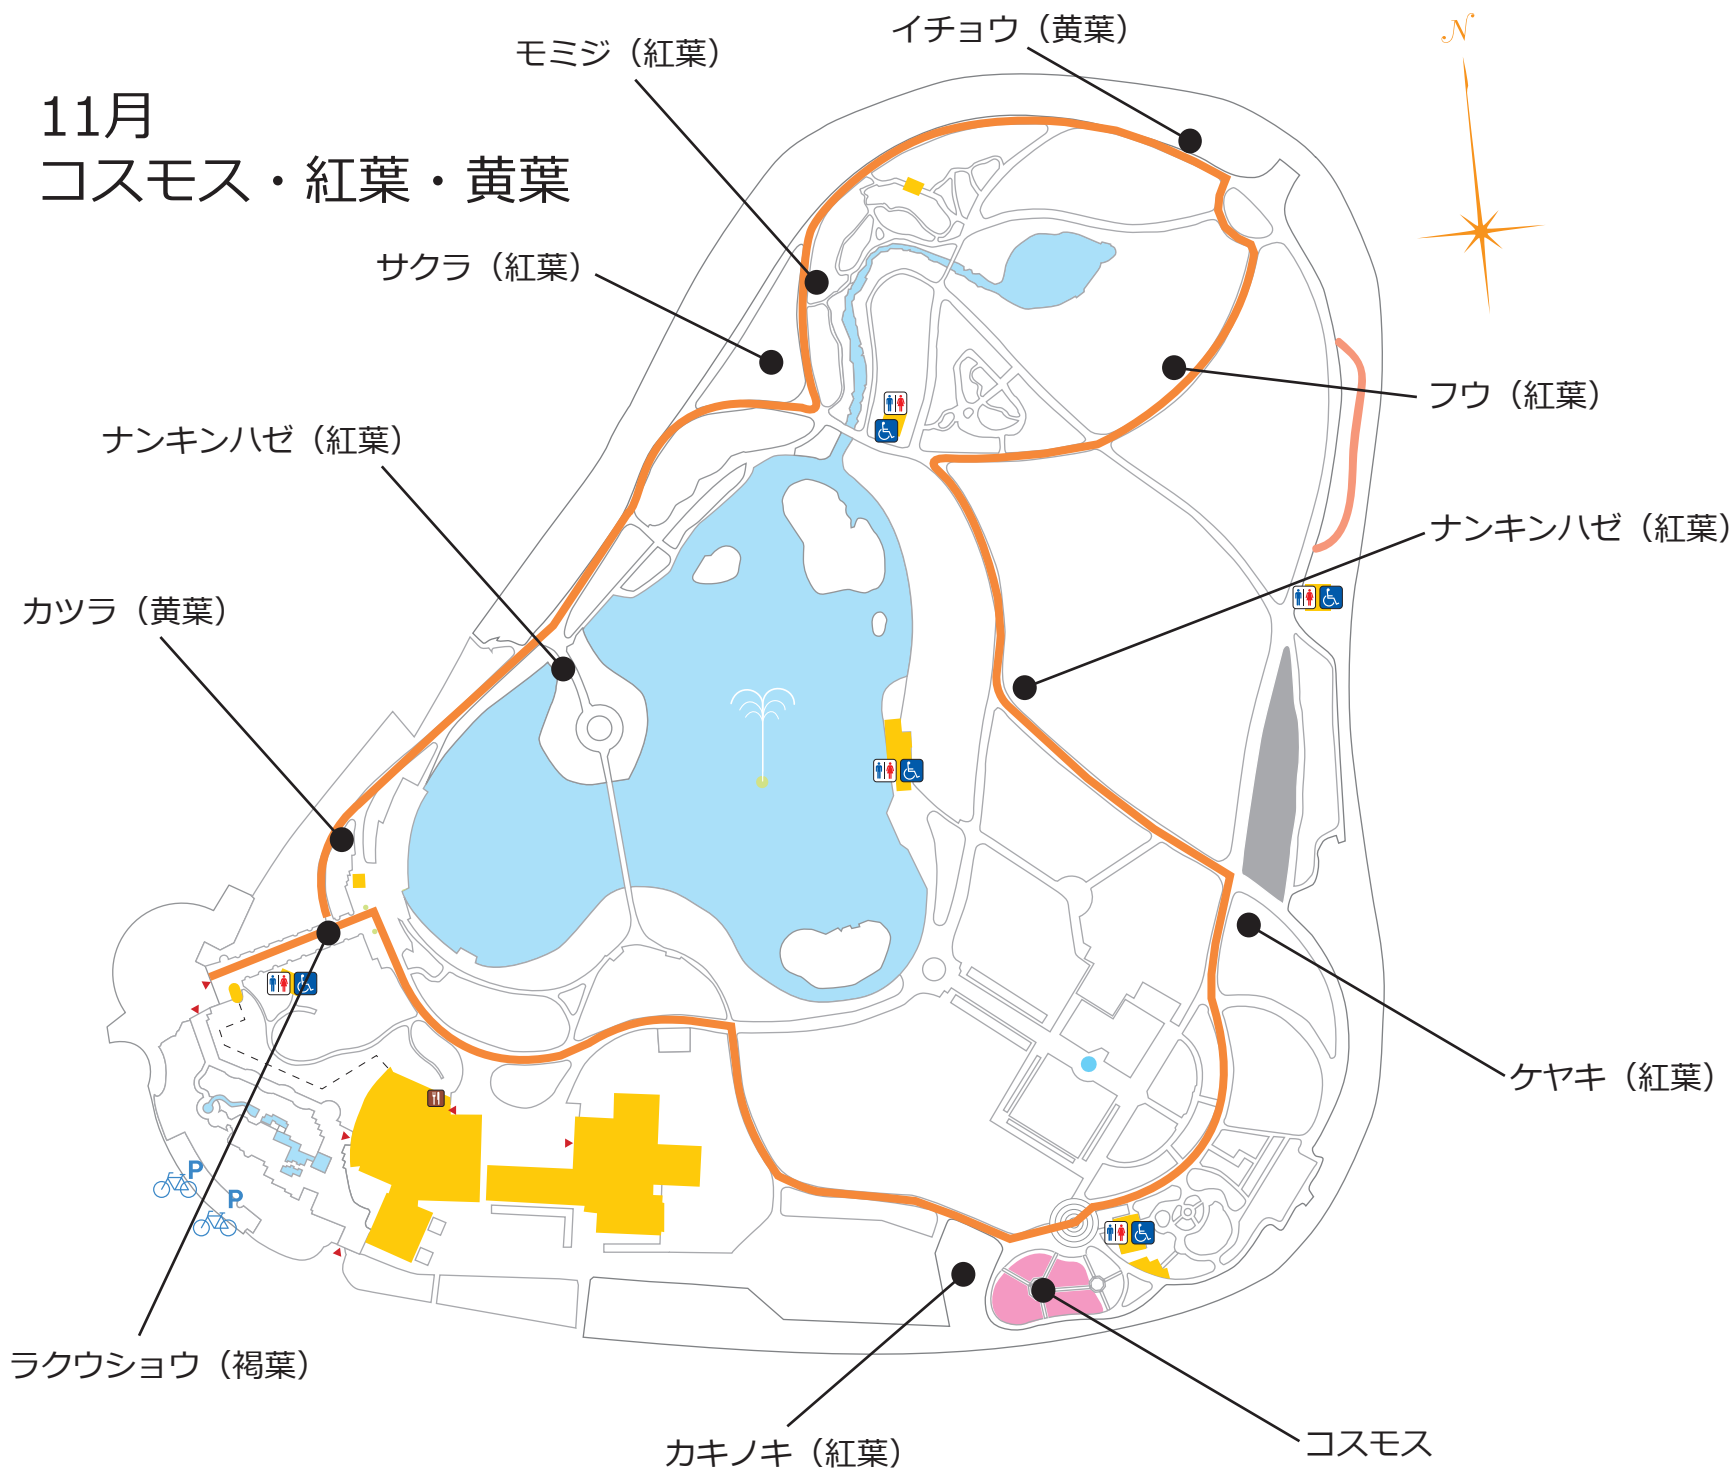 11月
コスモス・紅葉・黄葉
イチョウ（黄葉）
モミジ（紅葉）
N
サクラ（紅葉）
フウ（紅葉）
ナンキンハゼ（紅葉）
ナンキンハゼ（紅葉）
カツラ（黄葉）
ケヤキ（紅葉）
P
P
ラクウショウ（褐葉）
カキノキ（紅葉）
コスモス